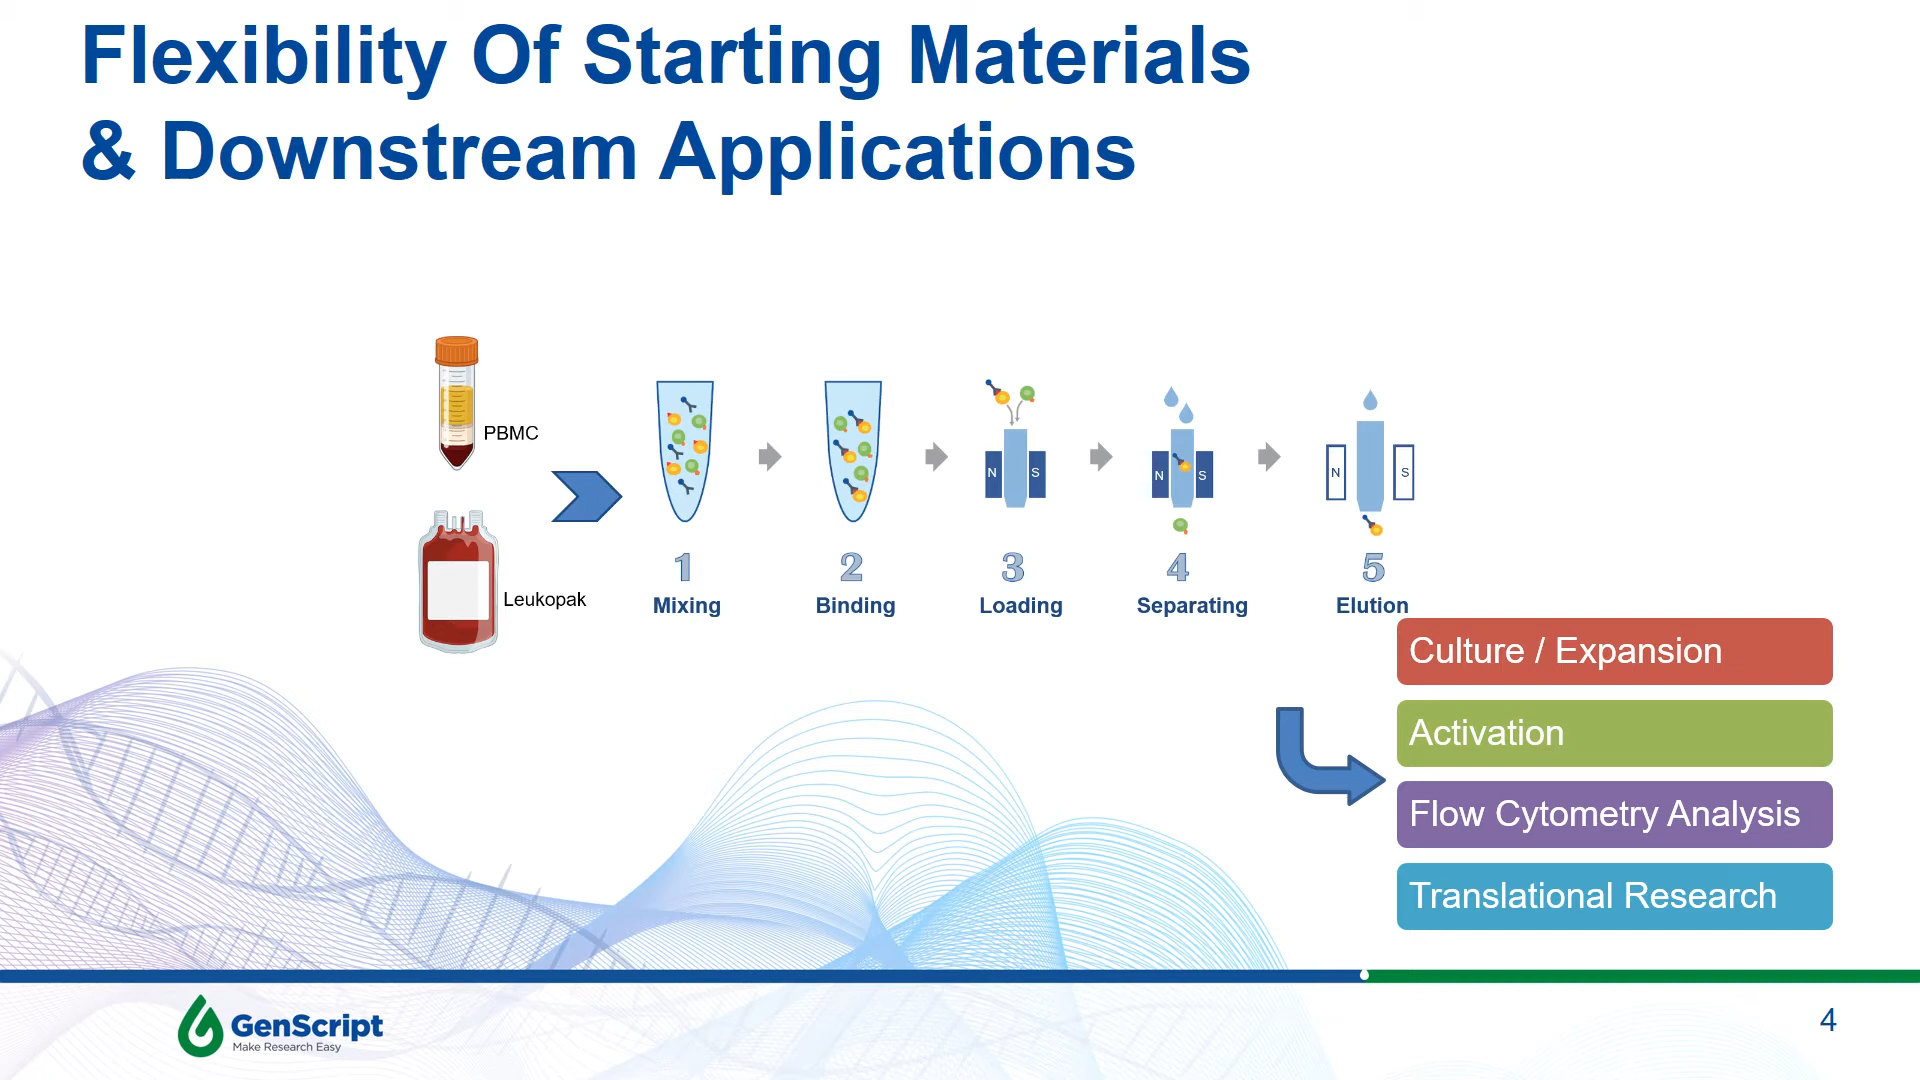 Flexibility Of Starting Materials
& Downstream Applications
PBMC
Leukopak
N S
N S
N S
1
Mixing
2
Binding
3
Loading
4
Separating
5
Elution
Culture / Expansion
Activation
Flow Cytometry Analysis
Translational Research
GenScript
Make Research Easy
4